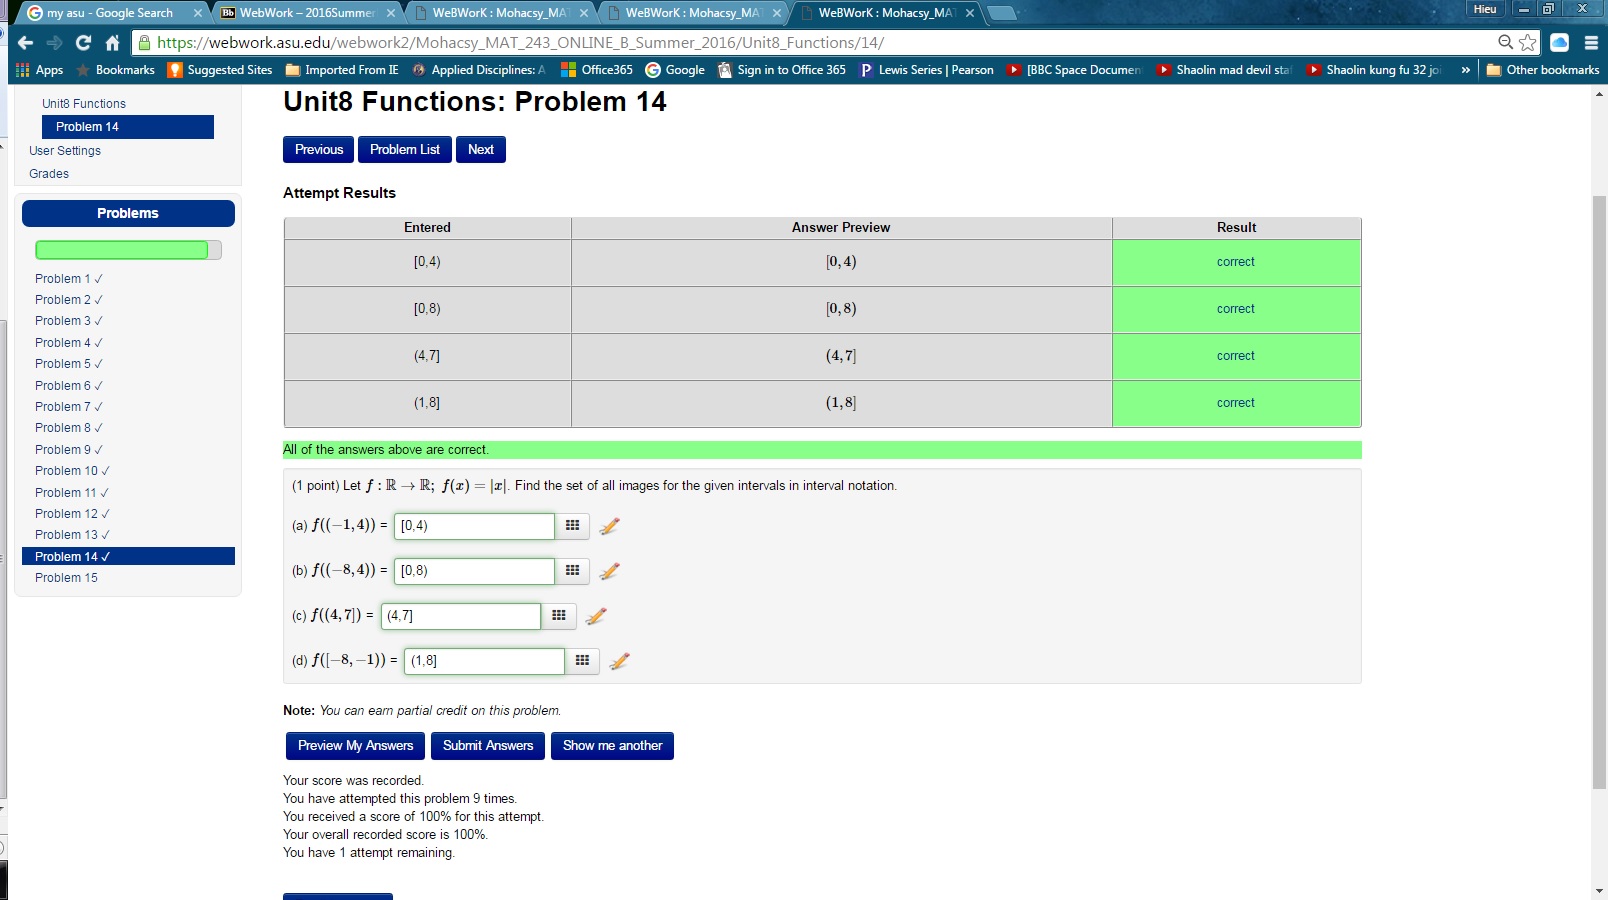 my asu - Google Search
Bb WebWork – 2016Summer
WeBWorK : Mohacsy_MA
WeBWorK : Mohacsy_MA
WeBWorK : Mohacsy_MA
Hieu
https://webwork.asu.edu/webwork2/Mohacsy_MAT_243_ONLINE_B_Summer_2016/Unit8_Functions/14/
Apps Bookmarks Suggested Sites Imported From IE Applied Disciplines: A Office365 Google Sign in to Office 365 Lewis Series | Pearson [BBC Space Documen Shaolin mad devil sta Shaolin kung fu 32 joi » Other bookmarks
Unit8 Functions
Problem 14
User Settings
Grades
Problems
Problem 1 ✓
Problem 2 ✓
Problem 3 ✓
Problem 4 ✓
Problem 5 ✓
Problem 6 ✓
Problem 7 ✓
Problem 8 ✓
Problem 9 ✓
Problem 10 ✓
Problem 11 ✓
Problem 12 ✓
Problem 13 ✓
Problem 14 ✓
Problem 15
Unit8 Functions: Problem 14
Previous Problem List Next
Attempt Results
Entered Answer Preview Result
[0,4) [0, 4) correct
[0,8) [0, 8) correct
(4,7] (4, 7] correct
(1,8] (1, 8] correct
All of the answers above are correct.
(1 point) Let f : ℝ → ℝ; f(x) = |x|. Find the set of all images for the given intervals in interval notation.
(a) f((−1, 4)) = [0,4)
(b) f((−8, 4)) = [0,8)
(c) f((4, 7]) = (4,7]
(d) f([−8, −1)) = (1,8]
Note: You can earn partial credit on this problem.
Preview My Answers Submit Answers Show me another
Your score was recorded.
You have attempted this problem 9 times.
You received a score of 100% for this attempt.
Your overall recorded score is 100%.
You have 1 attempt remaining.